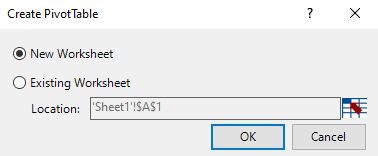 Create PivotTable
?
New Worksheet
Existing Worksheet
Location: 'Sheet1'!$A$1
OK Cancel